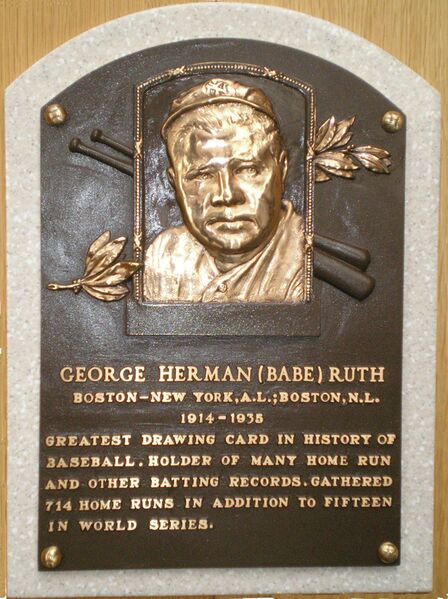 GEORGE HERMAN (BABE) RUTH
BOSTON-NEW YORK, A.L.; BOSTON, N.L.
1914-1935
GREATEST DRAWING CARD IN HISTORY OF
BASEBALL. HOLDER OF MANY HOME RUN
AND OTHER BATTING RECORDS. GATHERED
714 HOME RUNS IN ADDITION TO FIFTEEN
IN WORLD SERIES.